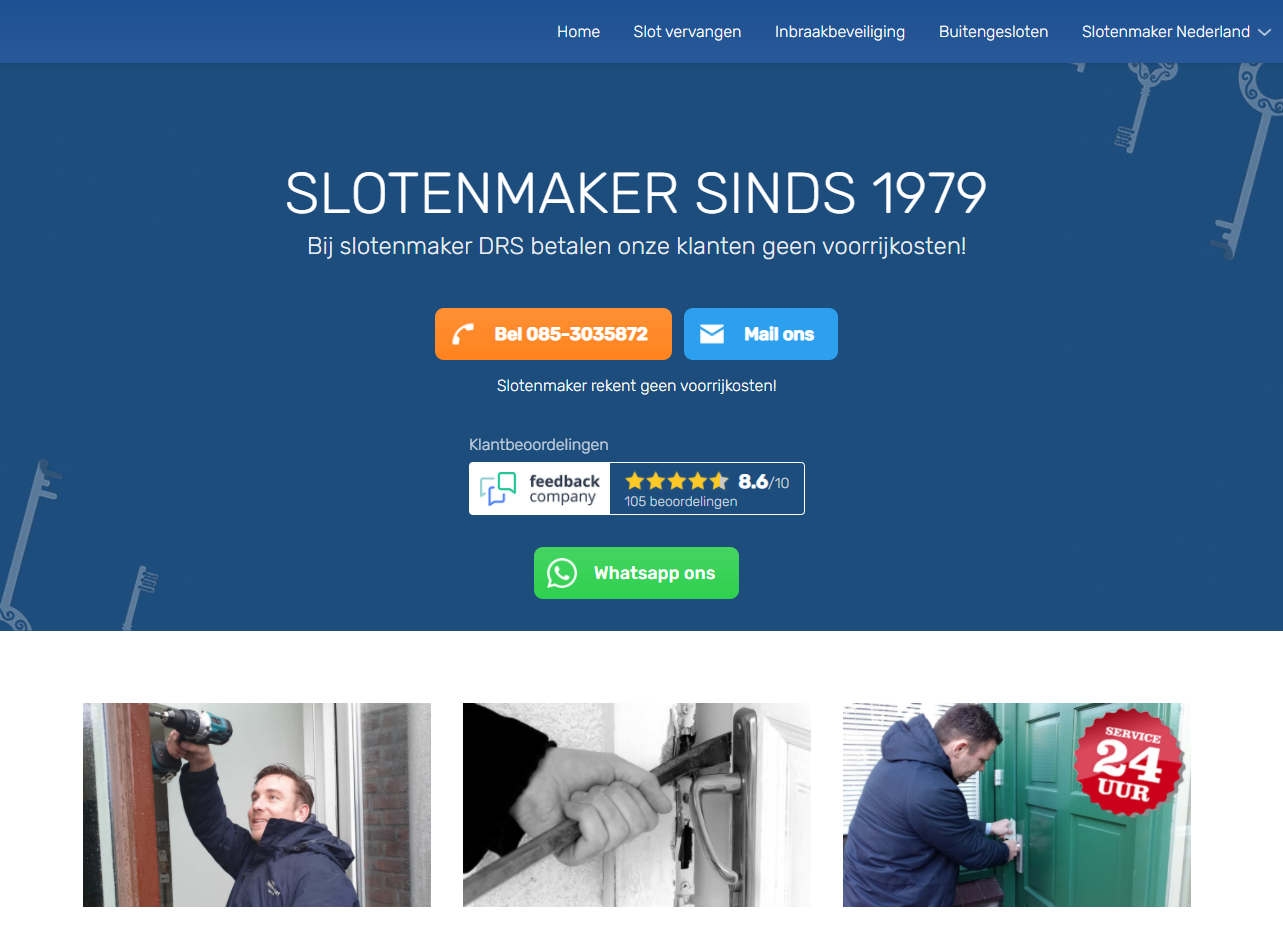 Home Slot vervangen Inbraakbeveiliging Buitengesloten Slotenmaker Nederland
SLOTENMAKER SINDS 1979
Bij slotenmaker DRS betalen onze klanten geen voorrijkosten!
Bel 085-3035872 Mail ons
Slotenmaker rekent geen voorrijkosten!
Klantbeoordelingen
feedback
company
8.6/10
105 beoordelingen
Whatsapp ons
SERVICE
24
UUR